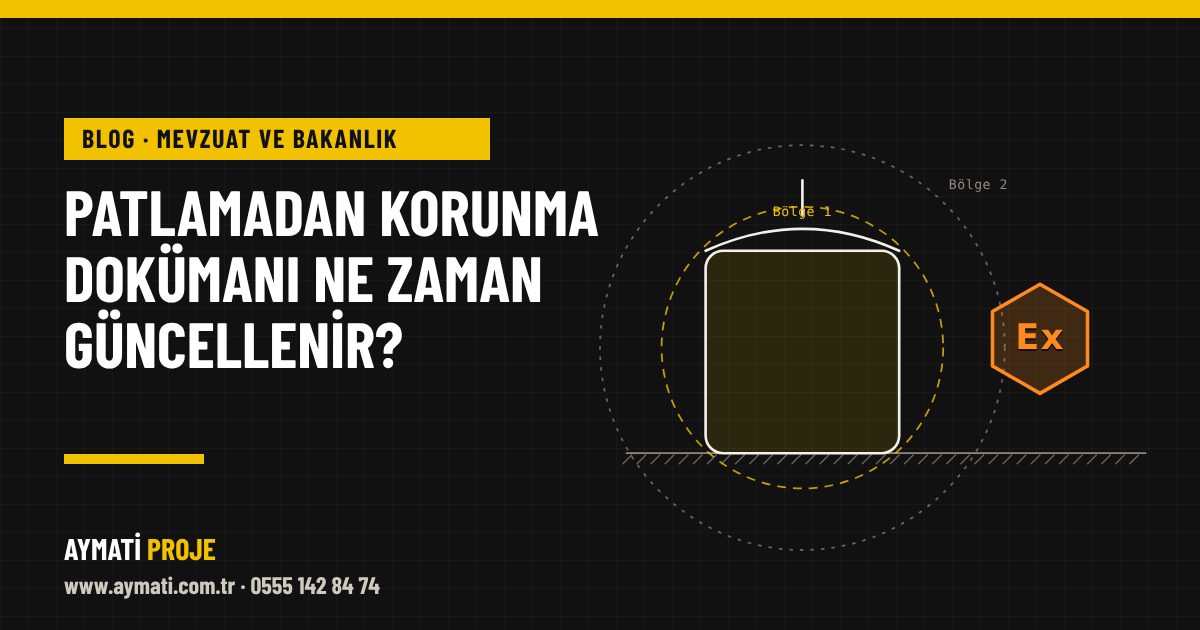 BLOG · MEVZUAT VE BAKANLIK
PATLAMADAN KORUNMA
DOKÜMANI NE ZAMAN
GÜNCELLENİR?
Bölge 2
Bölge 1
Ex
AYMATİ PROJE
www.aymati.com.tr · 0555 142 84 74